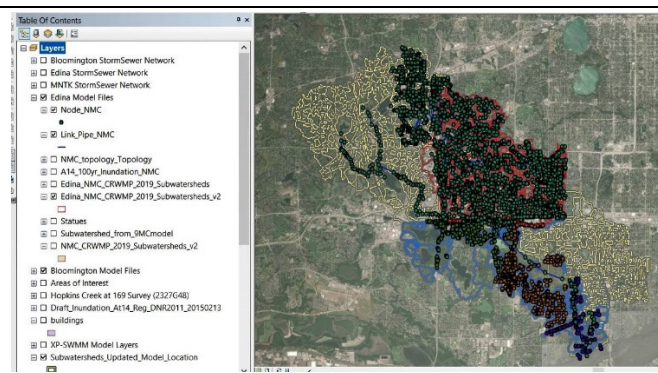 Table Of Contents
Layers
Bloomington StormSewer Network
Edina StormSewer Network
MNTK StormSewer Network
Edina Model Files
Node_NMC
Link_Pipe_NMC
NMC_topology_Topology
A14_100yr_Inundation_NMC
Edina_NMC_CRWMP_2019_Subwatersheds
Edina_NMC_CRWMP_2019_Subwatersheds_v2
Statues
Subwatershed_from_9MCmodel
NMC_CRWMP_2019_Subwatersheds_v2
Bloomington Model Files
Areas of Interest
Hopkins Creek at 169 Survey (2327G48)
Draft_Inundation_At14_Reg_DNR2011_20150213
buildings
XP-SWMM Model Layers
Subwatersheds_Updated_Model_Location